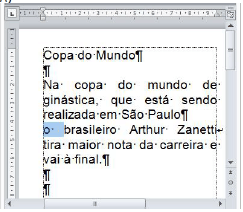 Copa do Mundo¶
¶
Na copa do mundo de
ginástica, que está sendo
realizada em São Paulo¶
o brasileiro Arthur Zanetti↵
tira maior nota da carreira e
vai à final.¶
¶
¶